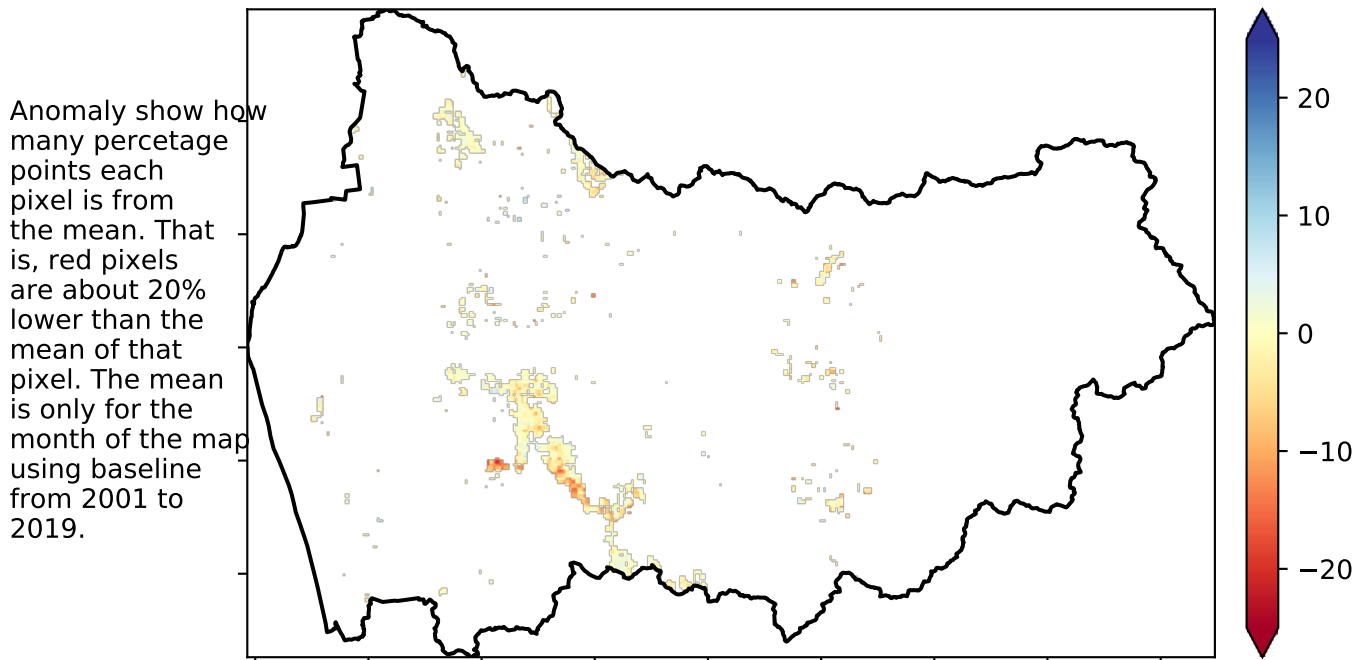 Anomaly show how
many percetage
points each
pixel is from
the mean. That
is, red pixels
are about 20%
lower than the
mean of that
pixel. The mean
is only for the
month of the map
using baseline
from 2001 to
2019.
20
10
0
−10
−20